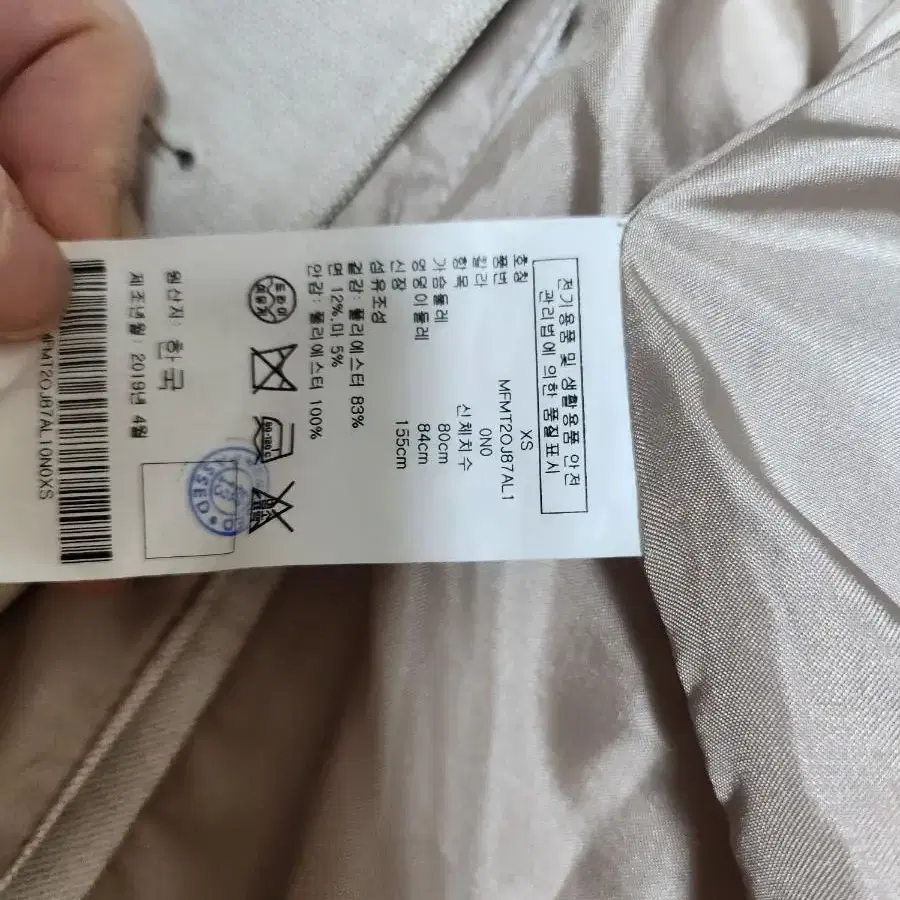 전기용품 및 생활용품 안전
관리법에 의한 품질표시
호칭 XS
품번 MFMT2OJ87AL1
칼라 0N0
항목 신체치수
가슴둘레 80cm
엉덩이둘레 84cm
신장 155cm
섬유조성
겉감: 폴리에스터 83%
면 12%.마 5%
안감: 폴리에스터 100%
드라이
원산지: 한국
제조년월: 2019년 4월
MFMT2OJ87AL10N0XS